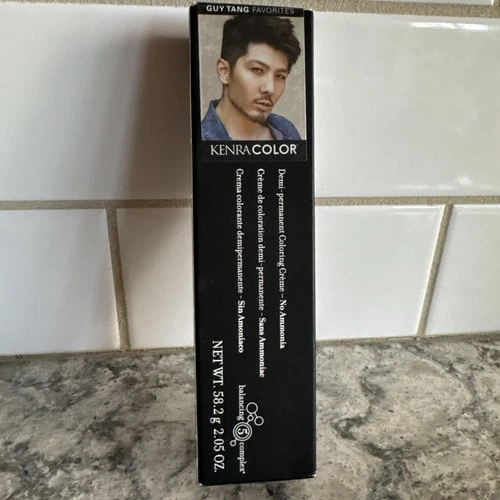 GUY TANG FAVORITES
KENRA COLOR®
Demi-permanent Coloring Crème – No Ammonia
Crème de coloration demi-permanente - Sans Ammoniac
Crema colorante demipermanente - Sin Amoníaco
balancing 5 complex®
NET WT. 58.2 g 2.05 OZ.